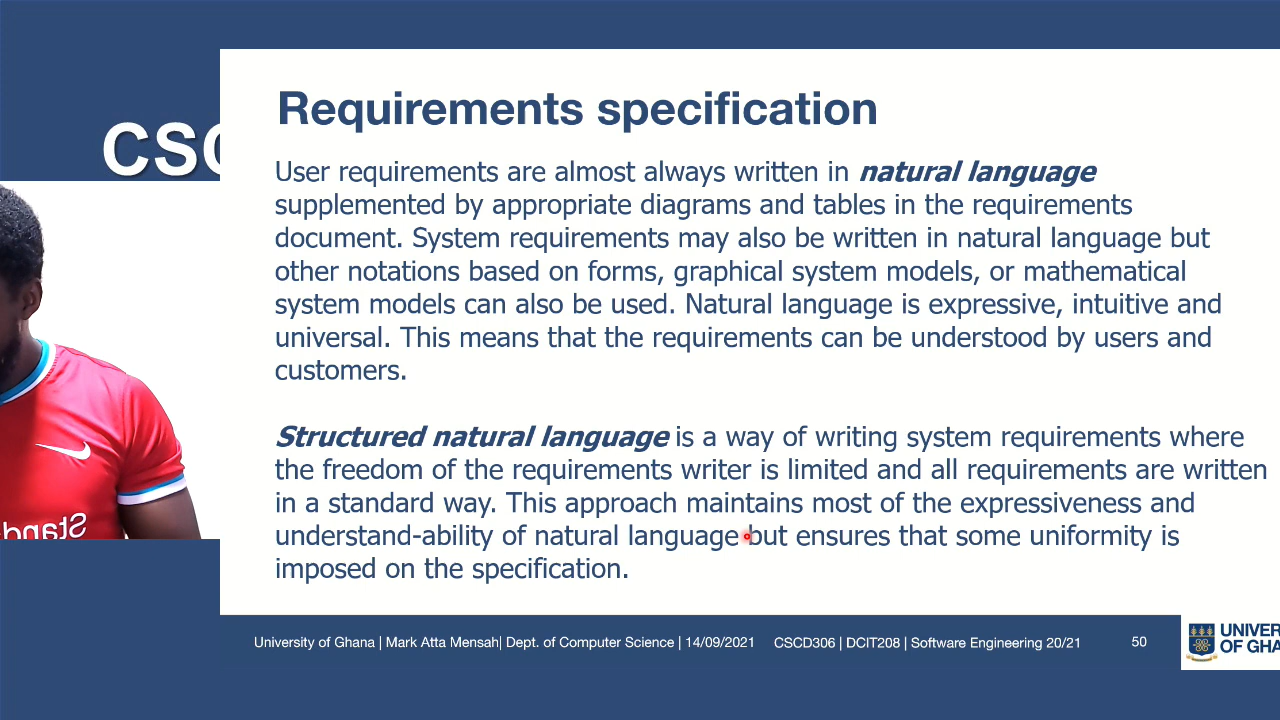 Requirements specification
CSC
User requirements are almost always written in natural language
supplemented by appropriate diagrams and tables in the requirements
document. System requirements may also be written in natural language but
other notations based on forms, graphical system models, or mathematical
system models can also be used. Natural language is expressive, intuitive and
universal. This means that the requirements can be understood by users and
customers.
Structured natural language is a way of writing system requirements where
the freedom of the requirements writer is limited and all requirements are written
in a standard way. This approach maintains most of the expressiveness and
understand-ability of natural language but ensures that some uniformity is
imposed on the specification.
Stand
University of Ghana | Mark Atta Mensah| Dept. of Computer Science | 14/09/2021 CSCD306 | DCIT208 | Software Engineering 20/21 50
UNIVER
OF GHA